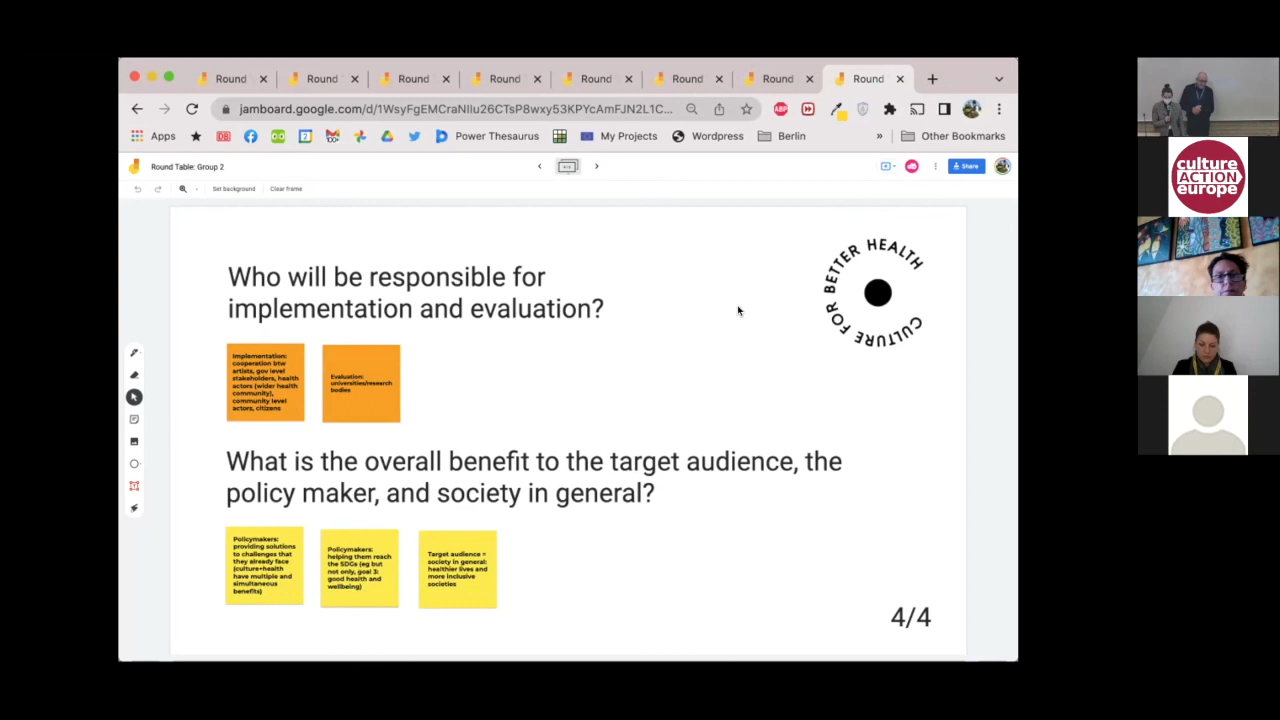 Round
Round
Round
Round
Round
Round
Round
Round
jamboard.google.com/d/1WsyFgEMCraNIlu26CTsP8wxy53KPYcAmFJN2L1C...
ABP
Apps
DB
Power Thesaurus
My Projects
Wordpress
Berlin
»
Other Bookmarks
Round Table: Group 2
Share
Set background
Clear frame
Who will be responsible for
implementation and evaluation?
CULTURE FOR BETTER HEALTH
Implementation:
cooperation btw
artists, gov level
stakeholders, health
actors (wider health
community),
community level
actors, citizens
Evaluation:
universities/research
bodies
What is the overall benefit to the target audience, the
policy maker, and society in general?
Policymakers:
providing solutions
to challenges that
they already face
(culture+health
have multiple and
simultaneous
benefits)
Policymakers:
helping them reach
the SDGs (eg but
not only, goal 3:
good health and
wellbeing)
Target audience =
society in general:
healthier lives and
more inclusive
societies
4/4
culture
ACTION
europe